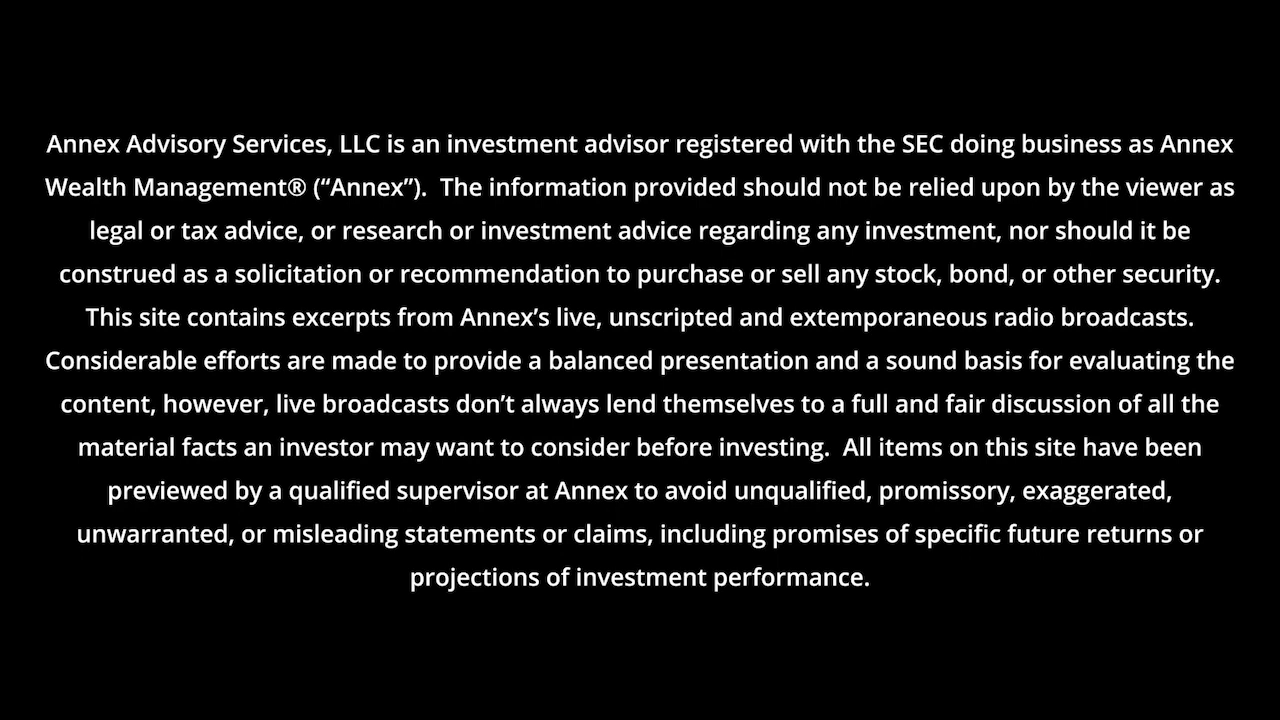 Annex Advisory Services, LLC is an investment advisor registered with the SEC doing business as Annex
Wealth Management® (“Annex”).  The information provided should not be relied upon by the viewer as
legal or tax advice, or research or investment advice regarding any investment, nor should it be
construed as a solicitation or recommendation to purchase or sell any stock, bond, or other security.
This site contains excerpts from Annex’s live, unscripted and extemporaneous radio broadcasts.
Considerable efforts are made to provide a balanced presentation and a sound basis for evaluating the
content, however, live broadcasts don’t always lend themselves to a full and fair discussion of all the
material facts an investor may want to consider before investing.  All items on this site have been
previewed by a qualified supervisor at Annex to avoid unqualified, promissory, exaggerated,
unwarranted, or misleading statements or claims, including promises of specific future returns or
projections of investment performance.